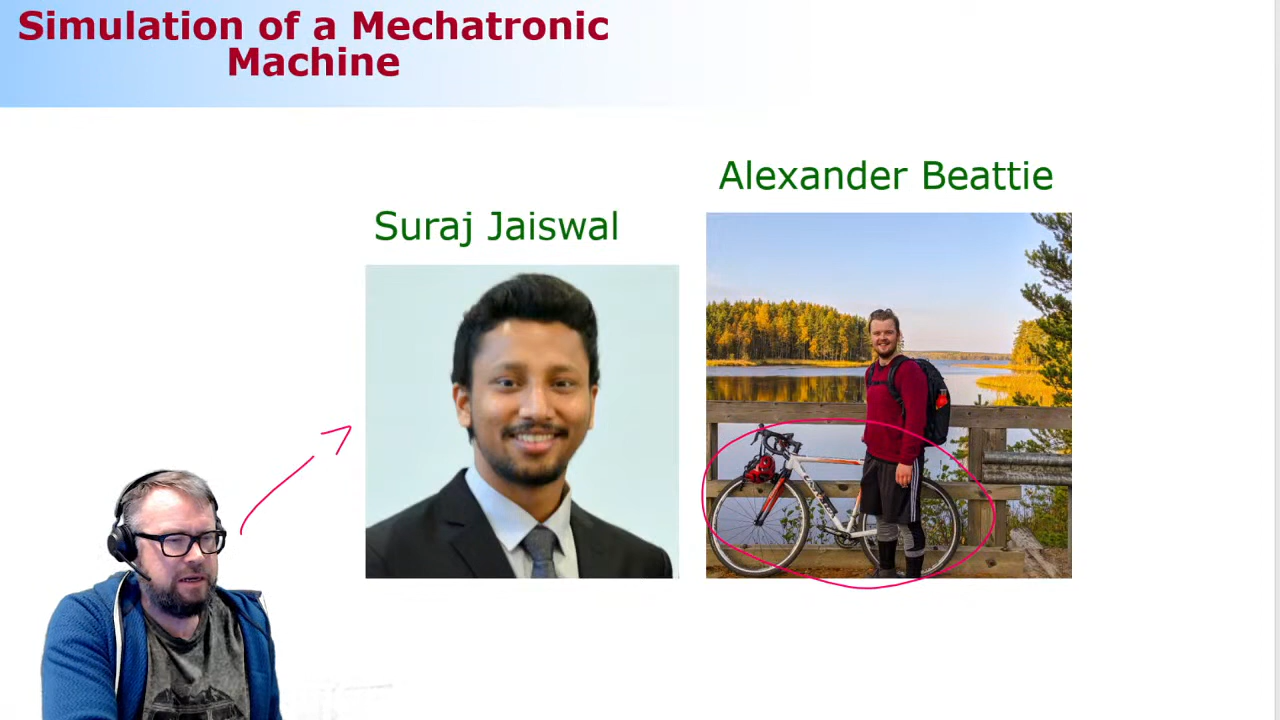 Simulation of a Mechatronic
Machine
Alexander Beattie
Suraj Jaiswal